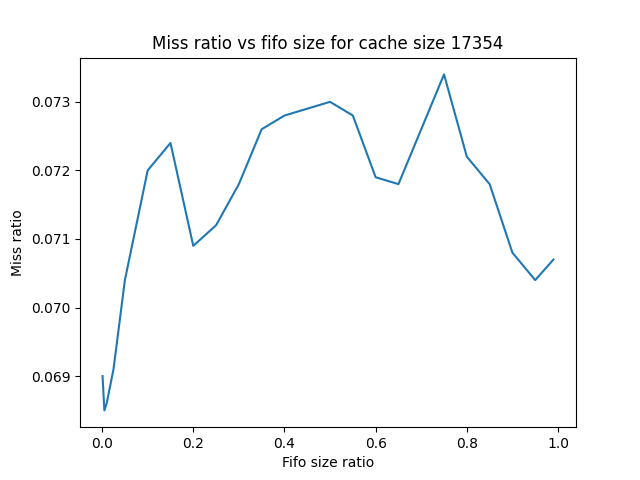 Miss ratio vs fifo size for cache size 17354
0.073
0.072
0.071
0.070
0.069
Miss ratio
0.0 0.2 0.4 0.6 0.8 1.0
Fifo size ratio